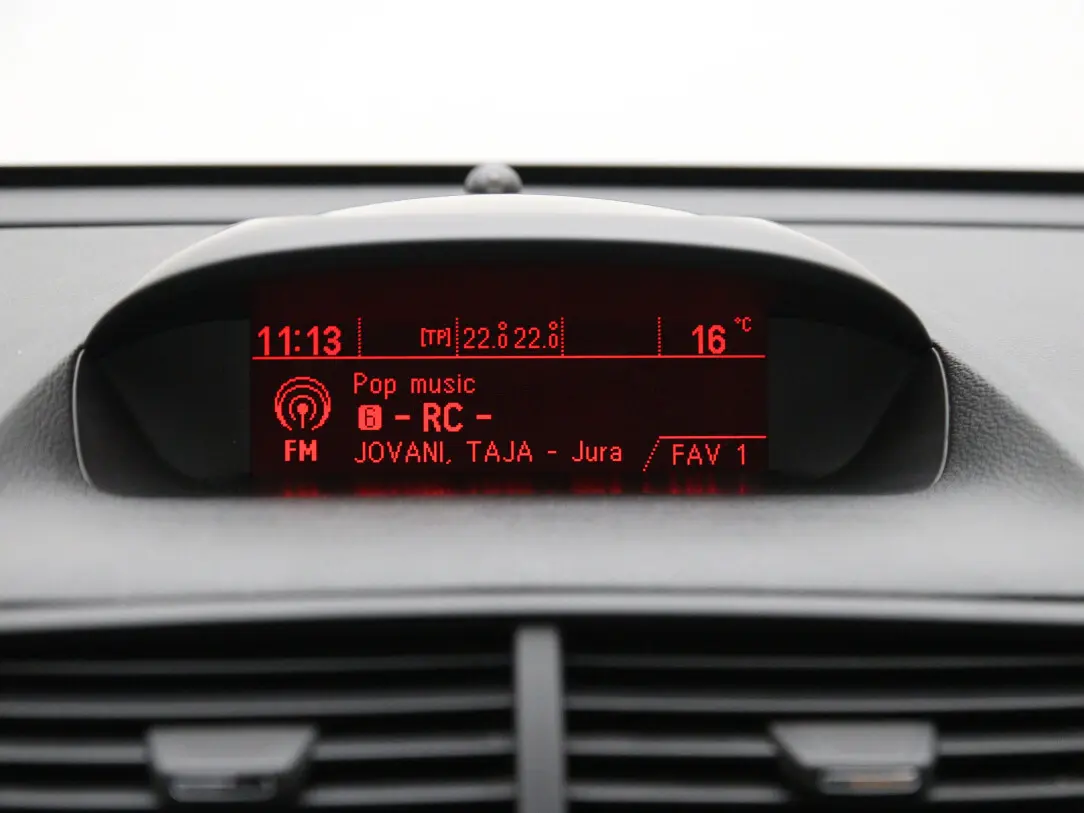 11:13 [TP] 22.0° 22.0° 16 °C
Pop music
6 - RC -
FM JOVANI, TAJA - Jura FAV 1